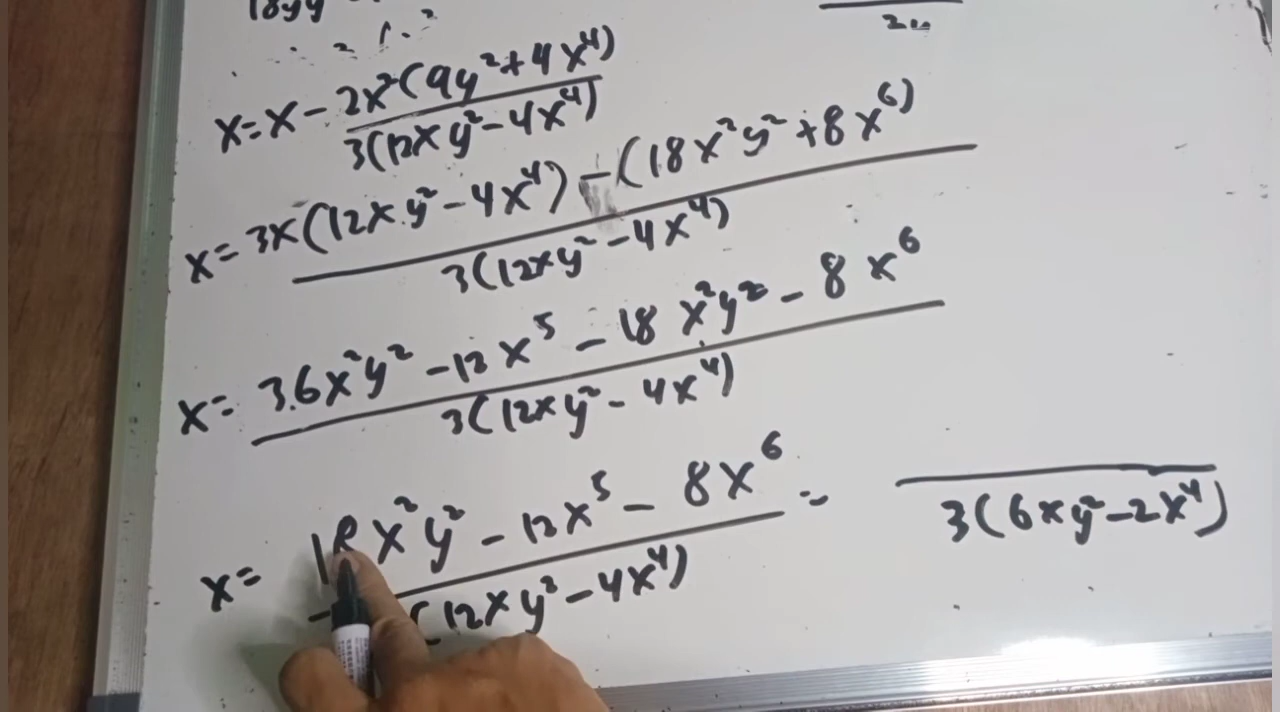 18yy
x = x - 2x²(9y² + 4x⁴) / 3(12xy² - 4x⁴)
x = 3x(12xy² - 4x⁴) - (18x²y² + 8x⁶) / 3(12xy² - 4x⁴)
x = 36x²y² - 12x⁵ - 18x²y² - 8x⁶ / 3(12xy² - 4x⁴)
x = 18x²y² - 12x⁵ - 8x⁶ / (12xy² - 4x⁴) = / 3(6xy² - 2x⁴)